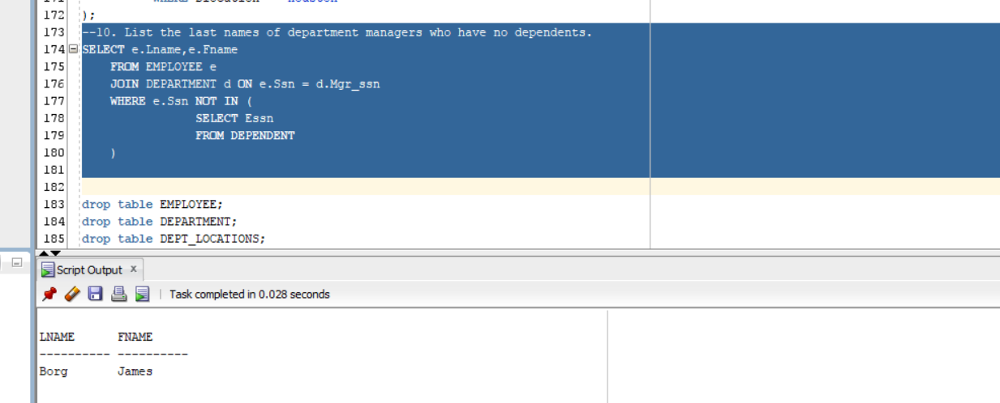 172 );
173 --10. List the last names of department managers who have no dependents.
174 SELECT e.Lname,e.Fname
175 FROM EMPLOYEE e
176 JOIN DEPARTMENT d ON e.Ssn = d.Mgr_ssn
177 WHERE e.Ssn NOT IN (
178 SELECT Essn
179 FROM DEPENDENT
180 )
181
182
183 drop table EMPLOYEE;
184 drop table DEPARTMENT;
185 drop table DEPT_LOCATIONS;
Script Output x
Task completed in 0.028 seconds
LNAME FNAME
---------- ----------
Borg James